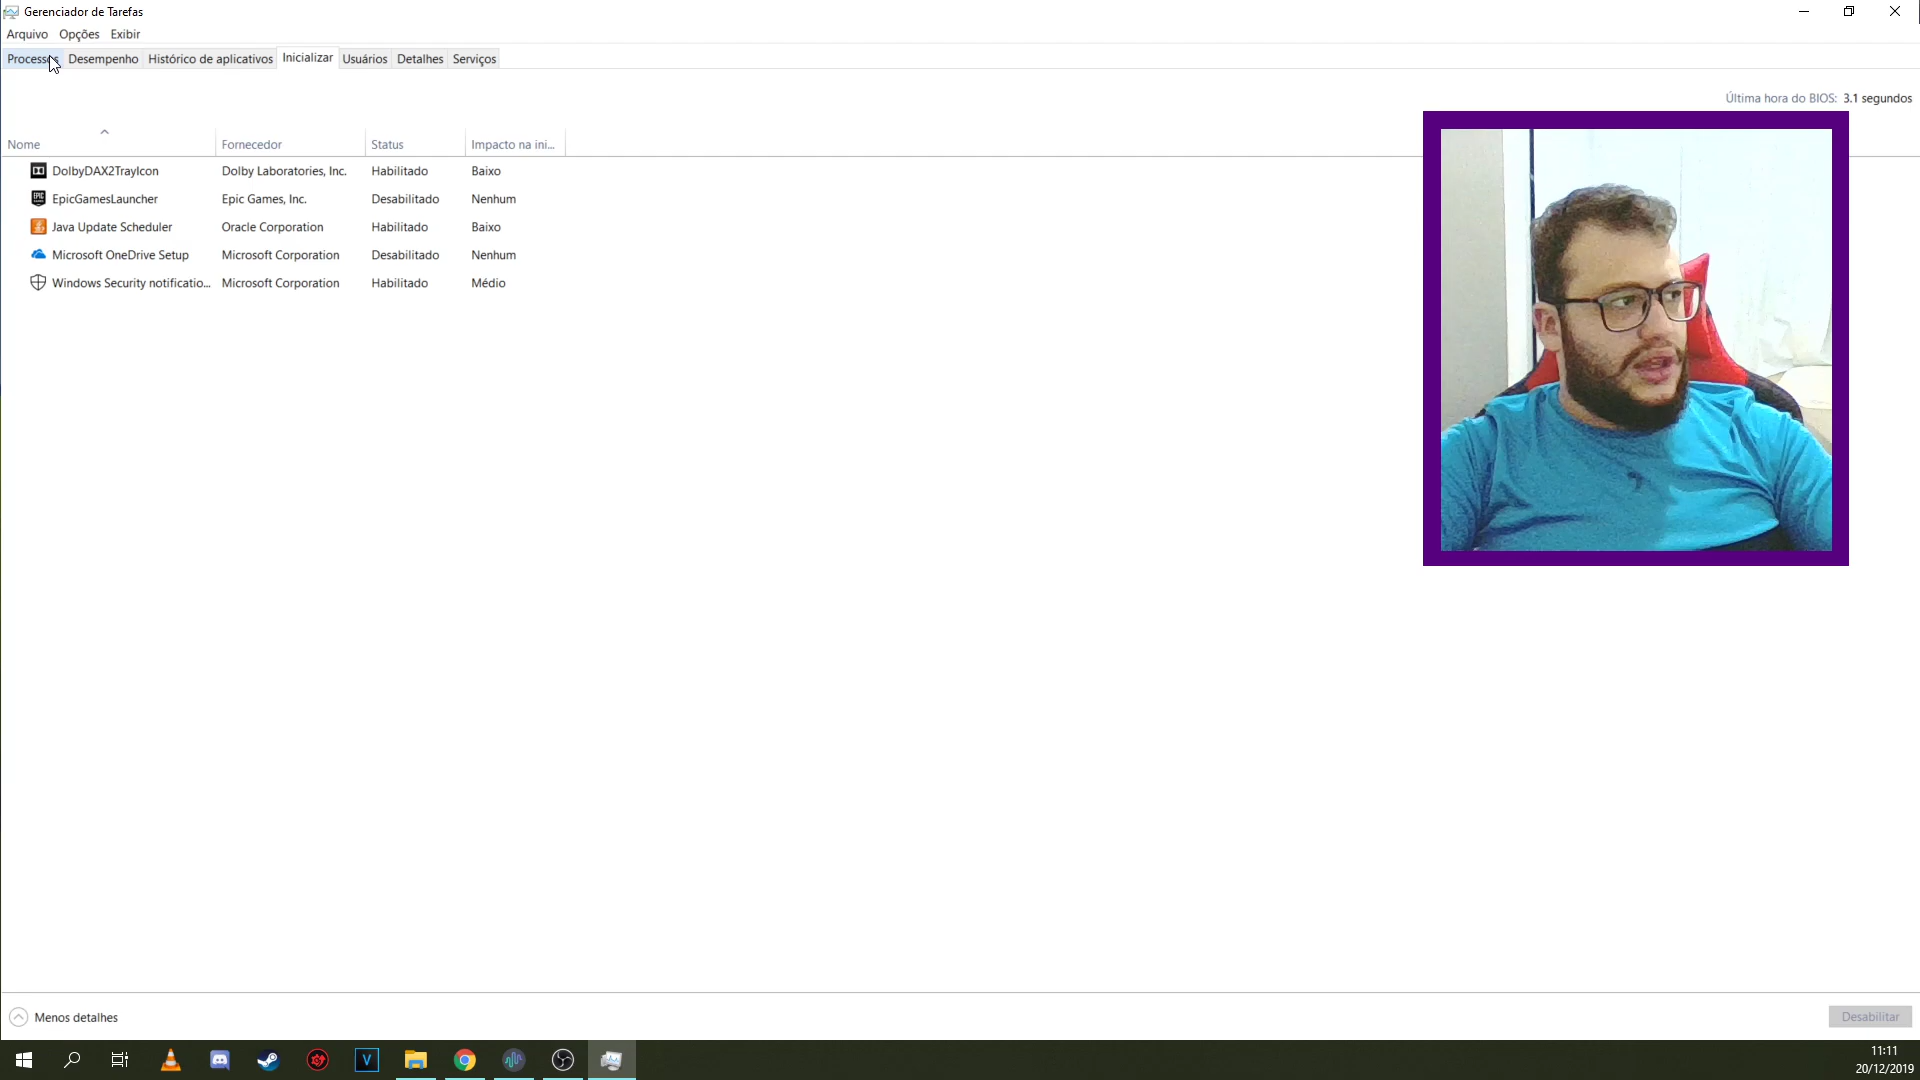 Gerenciador de Tarefas
Arquivo Opções Exibir
Processos Desempenho Histórico de aplicativos Inicializar Usuários Detalhes Serviços
Última hora do BIOS: 3.1 segundos
Nome Fornecedor Status Impacto na ini...
DolbyDAX2TrayIcon Dolby Laboratories, Inc. Habilitado Baixo
EpicGamesLauncher Epic Games, Inc. Desabilitado Nenhum
Java Update Scheduler Oracle Corporation Habilitado Baixo
Microsoft OneDrive Setup Microsoft Corporation Desabilitado Nenhum
Windows Security notificatio... Microsoft Corporation Habilitado Médio
Menos detalhes
Desabilitar
V
11:11
20/12/2019